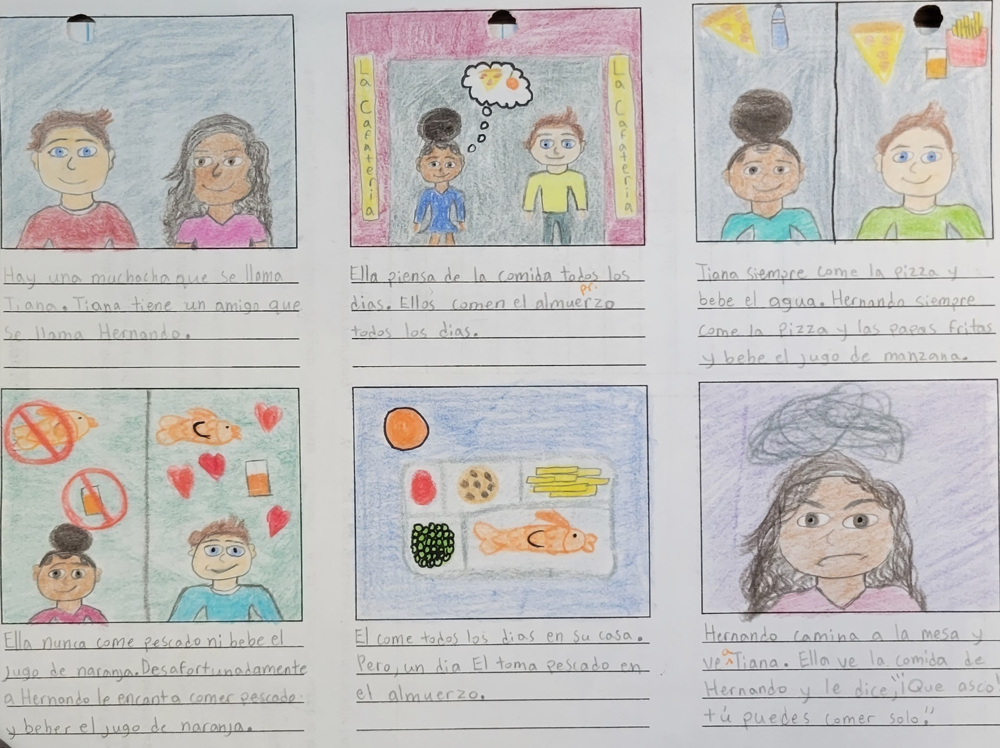 La Cafateria
La Cafateria
Hay una muchacha que se llama
Tiana. Tiana tiene un amigo que
se llama Hernando.
Ella piensa de la comida todos los
pr.
dias. Ellos comen el almuerzo
todos los dias.
Tiana siempre come la pizza y
bebe el agua. Hernando siempre
come la pizza y las papas fritas
y bebe el jugo de manzana.
Ella nunca come pescado ni bebe el
jugo de naranja. Desafortunadamente
a Hernando le encanta comer pescado
y beber el jugo de naranja.
El come todos los dias en su casa.
Pero, un dia El toma pescado en
el almuerzo.
Hernando camina a la mesa y
ve a Tiana. Ella ve la comida de
Hernando y le dice, "¡Que asco!
tú puedes comer solo."